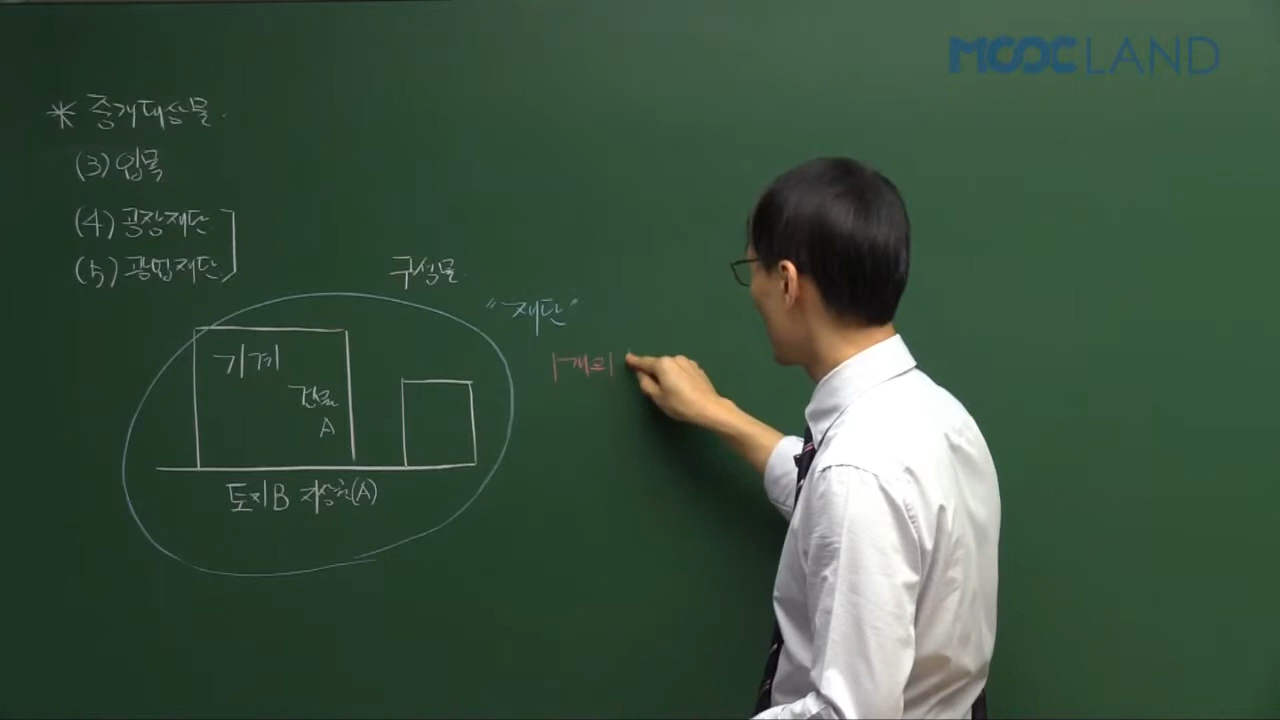 MOOC LAND
* 중개대상물.
(3) 입목
(4) 공장재단
(5) 광업재단
구성물.
"재단"
1개의
기계
건물
A
토지B 지상권(A)